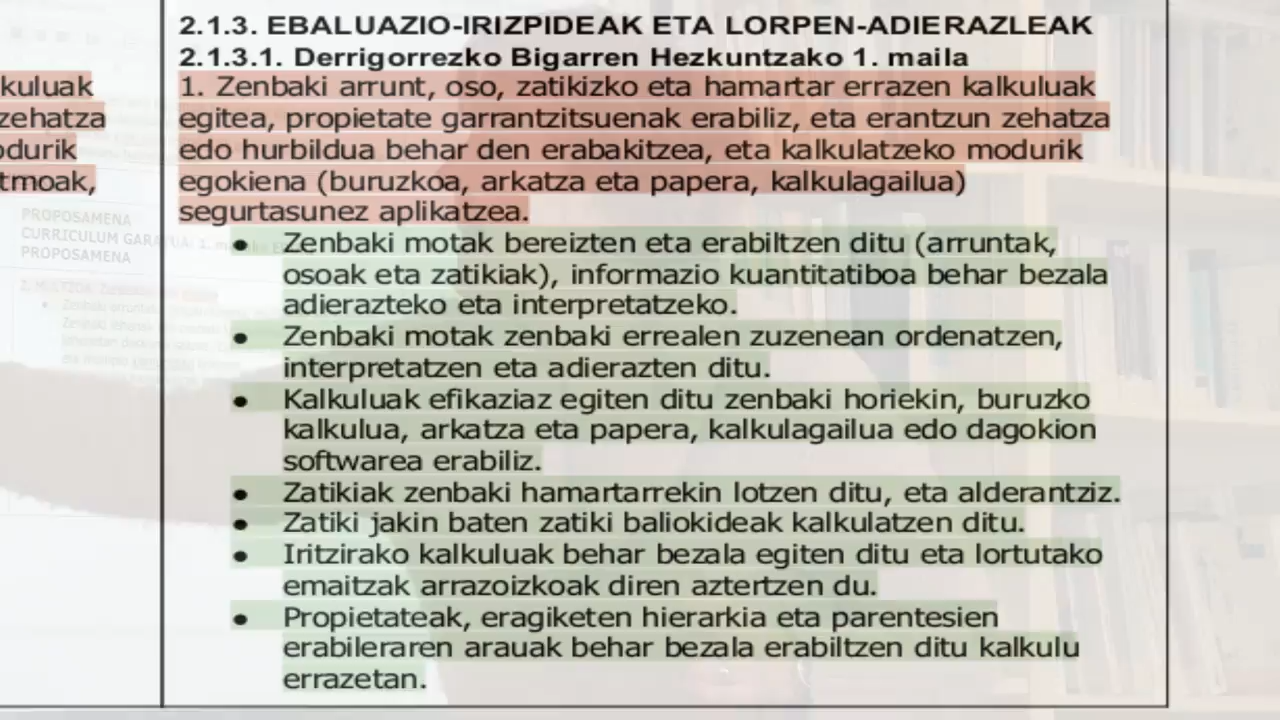 2.1.3. EBALUAZIO-IRIZPIDEAK ETA LORPEN-ADIERAZLEAK
2.1.3.1. Derrigorrezko Bigarren Hezkuntzako 1. maila
kuluak
zehatza
odurik
tmoak,
1. Zenbaki arrunt, oso, zatikizko eta hamartar errazen kalkuluak
egitea, propietate garrantzitsuenak erabiliz, eta erantzun zehatza
edo hurbildua behar den erabakitzea, eta kalkulatzeko modurik
egokiena (buruzkoa, arkatza eta papera, kalkulagailua)
segurtasunez aplikatzea.
• Zenbaki motak bereizten eta erabiltzen ditu (arruntak,
osoak eta zatikiak), informazio kuantitatiboa behar bezala
adierazteko eta interpretatzeko.
• Zenbaki motak zenbaki errealen zuzenean ordenatzen,
interpretatzen eta adierazten ditu.
• Kalkuluak efikaziaz egiten ditu zenbaki horiekin, buruzko
kalkulua, arkatza eta papera, kalkulagailua edo dagokion
softwarea erabiliz.
• Zatikiak zenbaki hamartarrekin lotzen ditu, eta alderantziz.
• Zatiki jakin baten zatiki baliokideak kalkulatzen ditu.
• Iritzirako kalkuluak behar bezala egiten ditu eta lortutako
emaitzak arrazoizkoak diren aztertzen du.
• Propietateak, eragiketen hierarkia eta parentesien
erabileraren arauak behar bezala erabiltzen ditu kalkulu
errazetan.
PROPOSAMENA
CURRICULUM
PROPOSAMENA